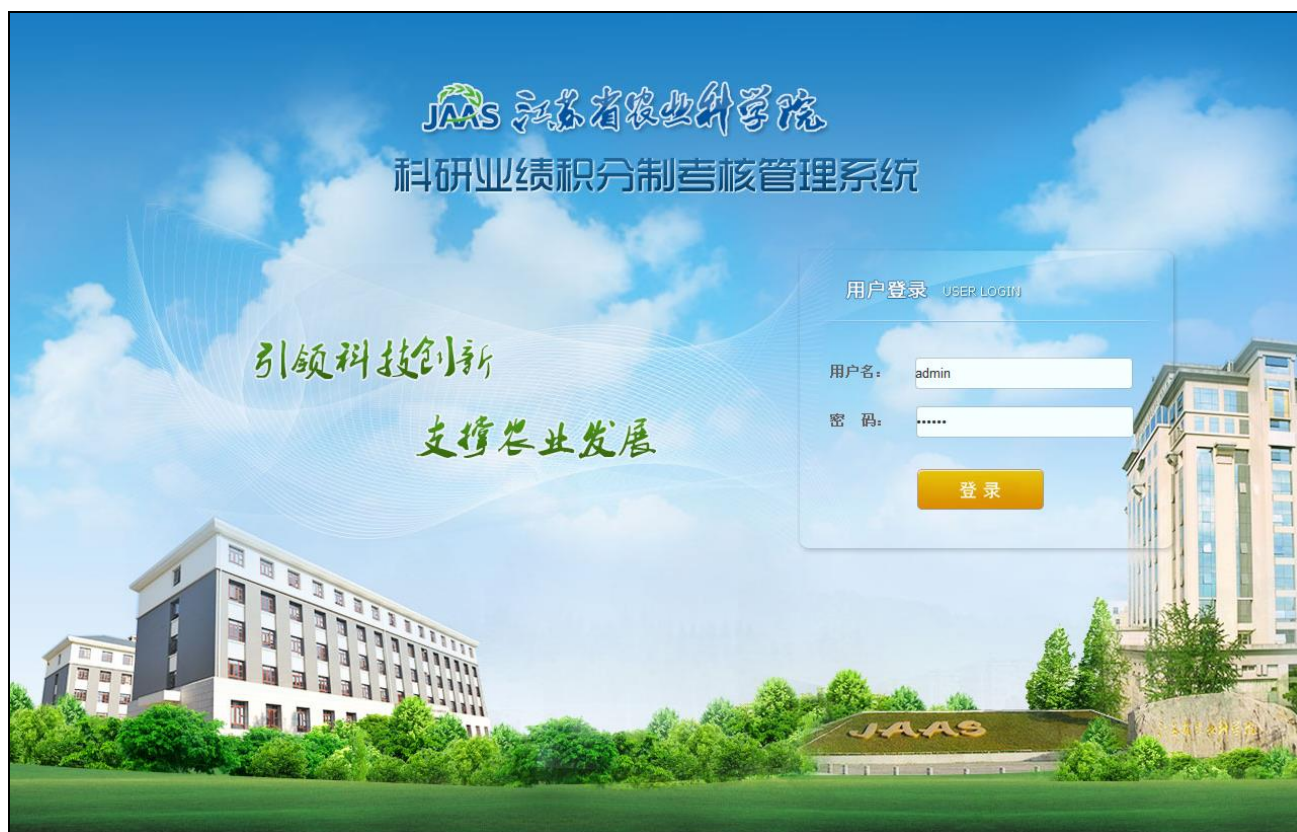 JAAS 江苏省农业科学院
科研业绩积分制考核管理系统
用户登录 USER LOGIN
引领科技创新
用户名: admin
支撑农业发展
密 码: ••••••
登 录
JAAS